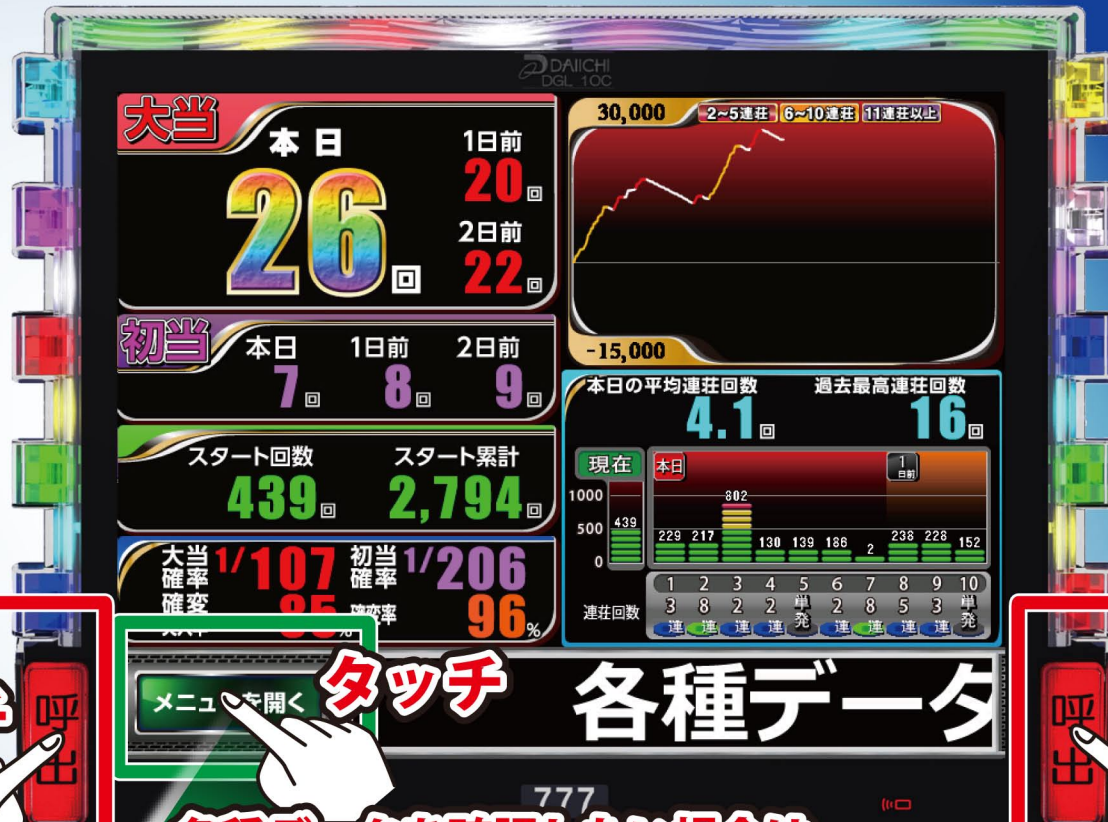 DAIICHI
DGL_10C
大当
本日
26回
1日前
20回
2日前
22回
初当
本日 1日前 2日前
7回 8回 9回
スタート回数 スタート累計
439回 2,794回
大当確率 1/107 初当確率 1/206
確変
85% 確変率 96%
30,000
2~5連荘 6~10連荘 11連荘以上
-15,000
本日の平均連荘回数 過去最高連荘回数
4.1回 16回
現在 本日 1日前
1000
500
0
439
229 217 802 130 139 186 2 238 228 152
1 2 3 4 5 6 7 8 9 10
連荘回数
3連 8連 2連 2連 単発 2連 8連 5連 3連 単発
メニューを開く
タッチ
各種データ
呼出
呼出
777